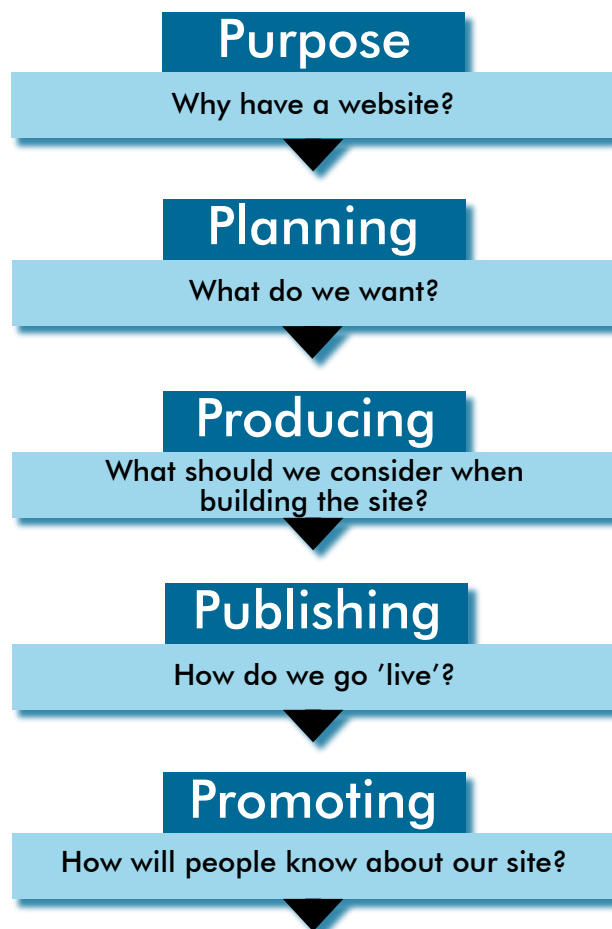 Purpose
Why have a website?
Planning
What do we want?
Producing
What should we consider when
building the site?
Publishing
How do we go ’live’?
Promoting
How will people know about our site?